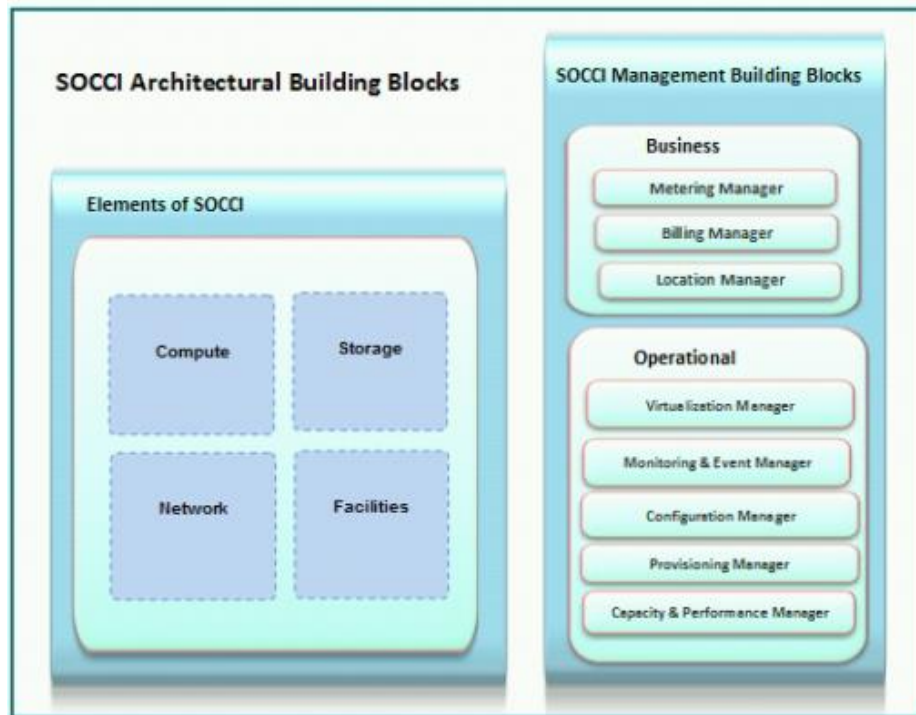 SOCCI Architectural Building Blocks
Elements of SOCCI
Compute
Storage
Network
Facilities
SOCCI Management Building Blocks
Business
Metering Manager
Billing Manager
Location Manager
Operational
Virtualization Manager
Monitoring & Event Manager
Configuration Manager
Provisioning Manager
Capacity & Performance Manager